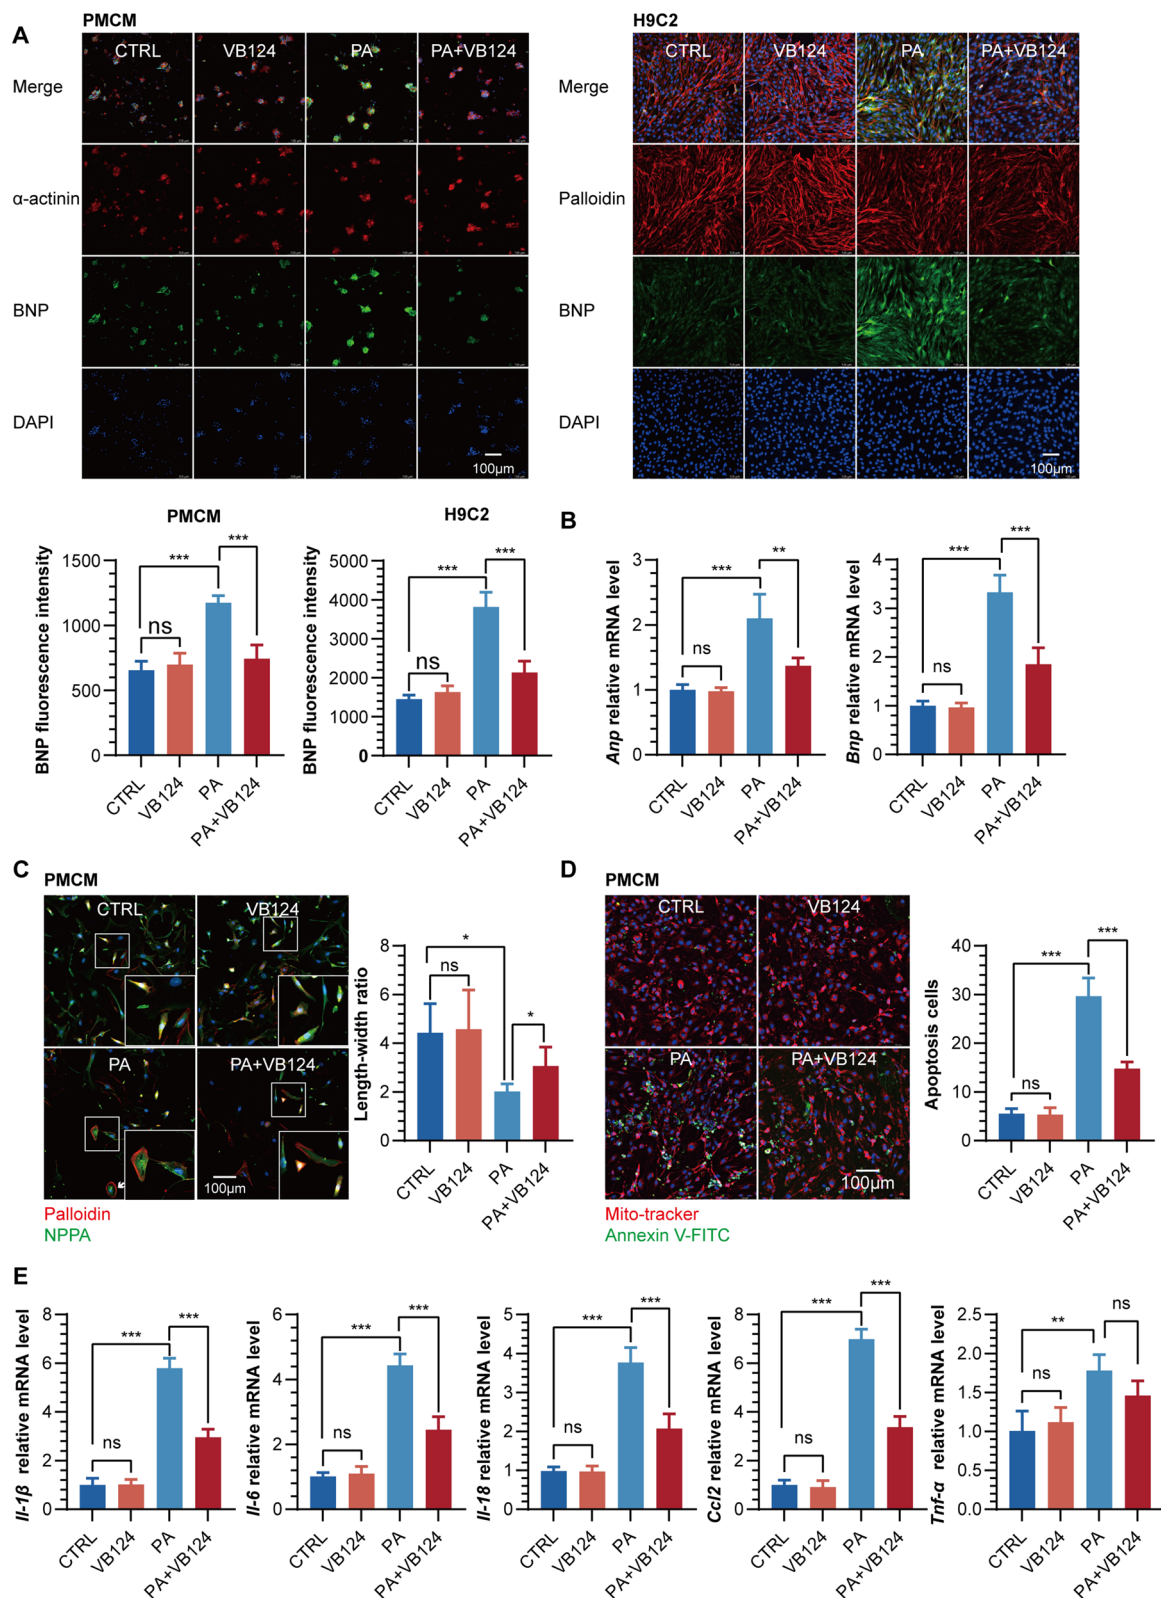 A
PMCM
CTRL VB124 PA PA+VB124
Merge
α-actinin
BNP
DAPI
100μm
H9C2
CTRL VB124 PA PA+VB124
Merge
Palloidin
BNP
DAPI
100μm
PMCM
BNP fluorescence intensity
1500
1000
500
0
*** ***
ns
CTRL VB124 PA PA+VB124
H9C2
BNP fluorescence intensity
5000
4000
3000
2000
1000
0
*** ***
ns
CTRL VB124 PA PA+VB124
B
Anp relative mRNA level
3
2
1
0
*** **
ns
CTRL VB124 PA PA+VB124
Bnp relative mRNA level
4
3
2
1
0
*** ***
ns
CTRL VB124 PA PA+VB124
C
PMCM
CTRL VB124
PA PA+VB124
100μm
Palloidin
NPPA
Length-width ratio
8
6
4
2
0
*
ns
*
CTRL VB124 PA PA+VB124
D
PMCM
CTRL VB124
PA PA+VB124
100μm
Mito-tracker
Annexin V-FITC
Apoptosis cells
40
30
20
10
0
*** ***
ns
CTRL VB124 PA PA+VB124
E
Il-1β relative mRNA level
8
6
4
2
0
*** ***
ns
CTRL VB124 PA PA+VB124
Il-6 relative mRNA level
6
4
2
0
*** ***
ns
CTRL VB124 PA PA+VB124
Il-18 relative mRNA level
5
4
3
2
1
0
*** ***
ns
CTRL VB124 PA PA+VB124
Ccl2 relative mRNA level
8
6
4
2
0
*** ***
ns
CTRL VB124 PA PA+VB124
Tnf-α relative mRNA level
2.5
2.0
1.5
1.0
0.5
0.0
** ns
ns
CTRL VB124 PA PA+VB124